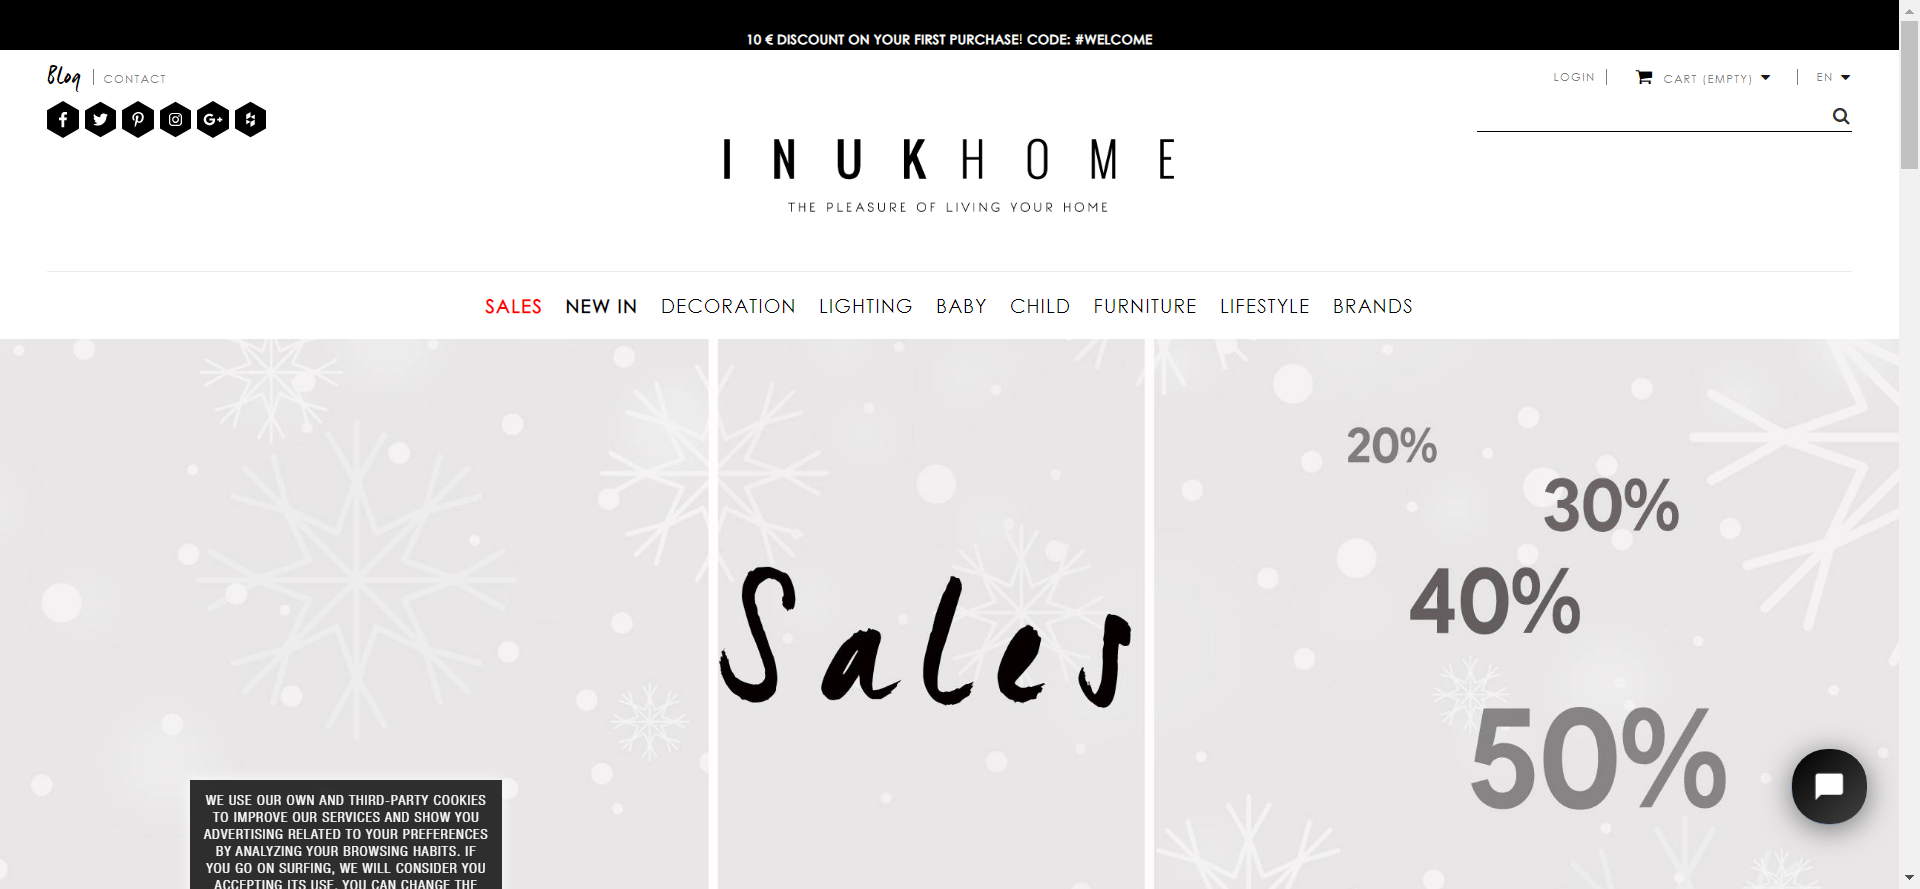 10 € DISCOUNT ON YOUR FIRST PURCHASE! CODE: #WELCOME
Blog CONTACT
LOGIN CART (EMPTY) EN
INUKHOME
THE PLEASURE OF LIVING YOUR HOME
SALES NEW IN DECORATION LIGHTING BABY CHILD FURNITURE LIFESTYLE BRANDS
Sales
20%
30%
40%
50%
WE USE OUR OWN AND THIRD-PARTY COOKIES
TO IMPROVE OUR SERVICES AND SHOW YOU
ADVERTISING RELATED TO YOUR PREFERENCES
BY ANALYZING YOUR BROWSING HABITS. IF
YOU GO ON SURFING, WE WILL CONSIDER YOU
ACCEPTING ITS USE. YOU CAN CHANGE THE